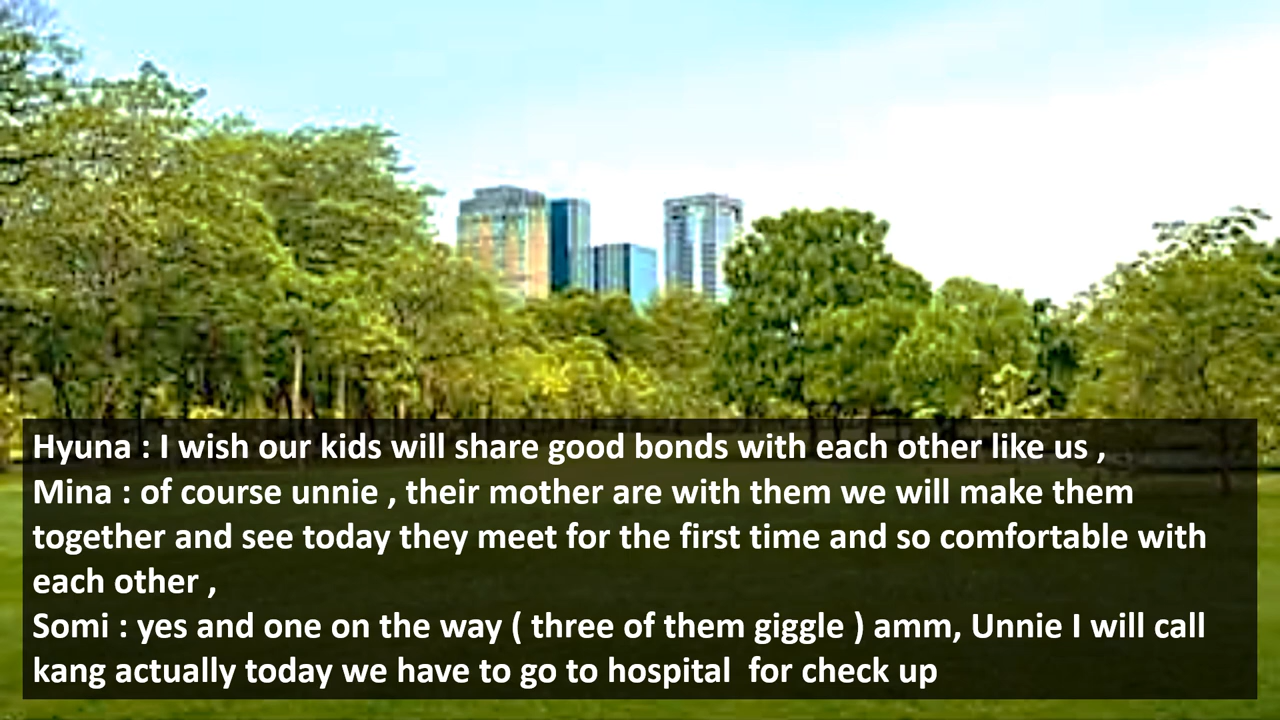 Hyuna : I wish our kids will share good bonds with each other like us ,
Mina : of course unnie , their mother are with them we will make them
together and see today they meet for the first time and so comfortable with
each other ,
Somi : yes and one on the way ( three of them giggle ) amm, Unnie I will call
kang actually today we have to go to hospital  for check up